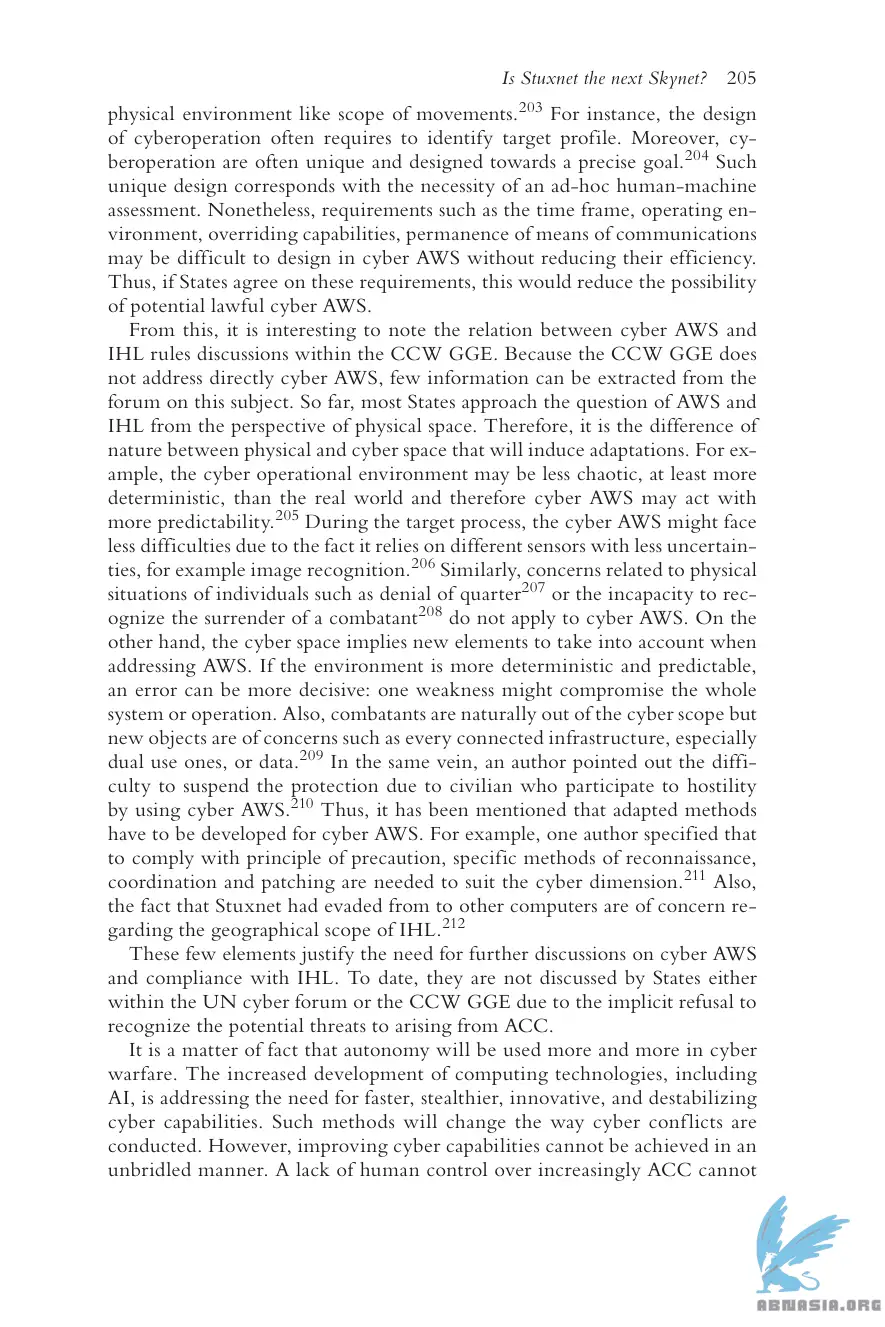 Is Stuxnet the next Skynet? 205
physical environment like scope of movements.203 For instance, the design
of cyberoperation often requires to identify target profile. Moreover, cy-
beroperation are often unique and designed towards a precise goal.204 Such
unique design corresponds with the necessity of an ad-hoc human-machine
assessment. Nonetheless, requirements such as the time frame, operating en-
vironment, overriding capabilities, permanence of means of communications
may be difficult to design in cyber AWS without reducing their efficiency.
Thus, if States agree on these requirements, this would reduce the possibility
of potential lawful cyber AWS.
From this, it is interesting to note the relation between cyber AWS and
IHL rules discussions within the CCW GGE. Because the CCW GGE does
not address directly cyber AWS, few information can be extracted from the
forum on this subject. So far, most States approach the question of AWS and
IHL from the perspective of physical space. Therefore, it is the difference of
nature between physical and cyber space that will induce adaptations. For ex-
ample, the cyber operational environment may be less chaotic, at least more
deterministic, than the real world and therefore cyber AWS may act with
more predictability.205 During the target process, the cyber AWS might face
less difficulties due to the fact it relies on different sensors with less uncertain-
ties, for example image recognition.206 Similarly, concerns related to physical
situations of individuals such as denial of quarter207 or the incapacity to rec-
ognize the surrender of a combatant208 do not apply to cyber AWS. On the
other hand, the cyber space implies new elements to take into account when
addressing AWS. If the environment is more deterministic and predictable,
an error can be more decisive: one weakness might compromise the whole
system or operation. Also, combatants are naturally out of the cyber scope but
new objects are of concerns such as every connected infrastructure, especially
dual use ones, or data.209 In the same vein, an author pointed out the diffi-
culty to suspend the protection due to civilian who participate to hostility
by using cyber AWS.210 Thus, it has been mentioned that adapted methods
have to be developed for cyber AWS. For example, one author specified that
to comply with principle of precaution, specific methods of reconnaissance,
coordination and patching are needed to suit the cyber dimension.211 Also,
the fact that Stuxnet had evaded from to other computers are of concern re-
garding the geographical scope of IHL.212
These few elements justify the need for further discussions on cyber AWS
and compliance with IHL. To date, they are not discussed by States either
within the UN cyber forum or the CCW GGE due to the implicit refusal to
recognize the potential threats to arising from ACC.
It is a matter of fact that autonomy will be used more and more in cyber
warfare. The increased development of computing technologies, including
AI, is addressing the need for faster, stealthier, innovative, and destabilizing
cyber capabilities. Such methods will change the way cyber conflicts are
conducted. However, improving cyber capabilities cannot be achieved in an
unbridled manner. A lack of human control over increasingly ACC cannot
ABNASIA.ORG